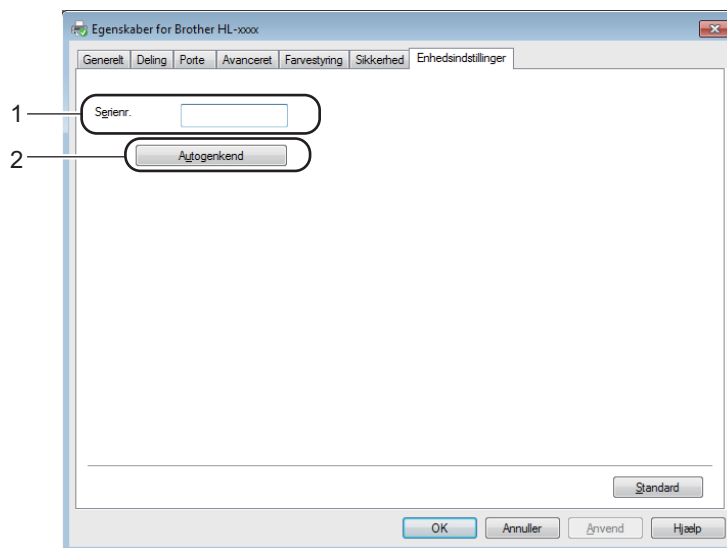 Egenskaber for Brother HL-xxxx
Generelt Deling Porte Avanceret Farvestyring Sikkerhed Enhedsindstillinger
1 Serienr.
2 Autogenkend
Standard
OK Annuller Anvend Hjælp